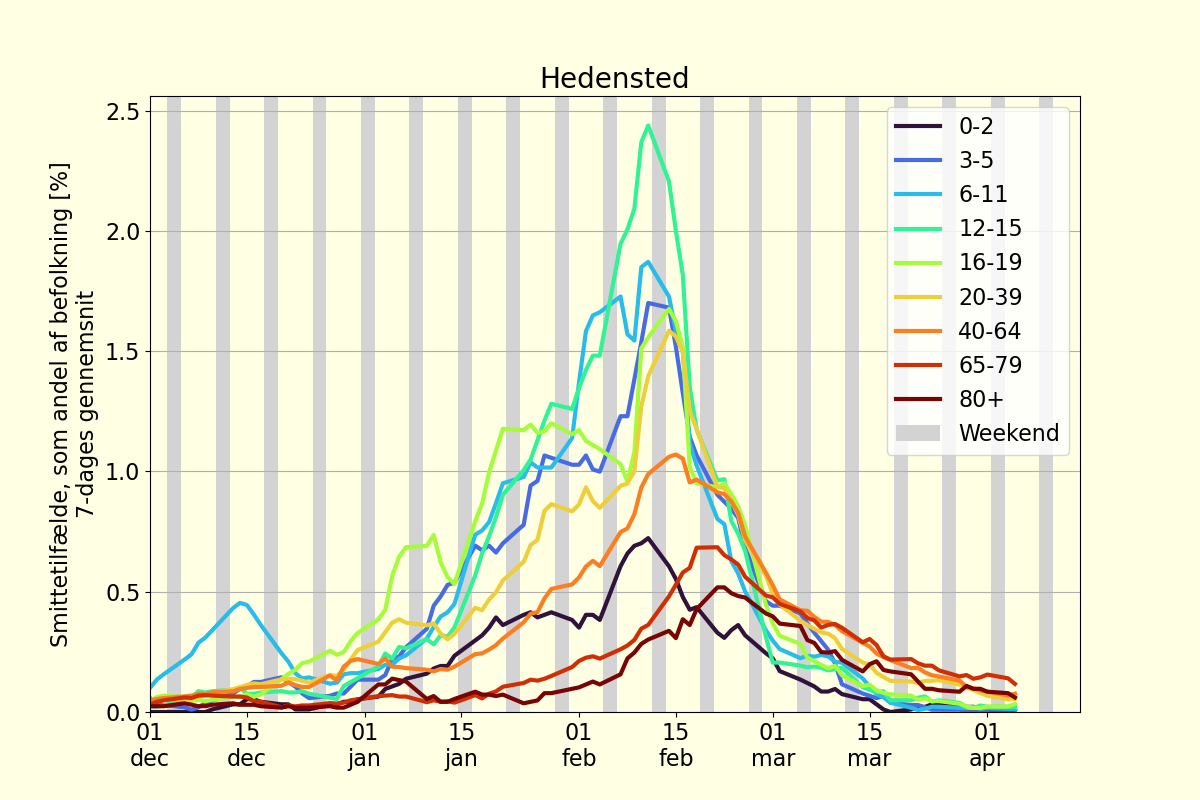 Hedensted
Smittetilfælde, som andel af befolkning [%]
7-dages gennemsnit
2.5
2.0
1.5
1.0
0.5
0.0
0-2
3-5
6-11
12-15
16-19
20-39
40-64
65-79
80+
Weekend
01 15 01 15 01 15 01 15 01
dec dec jan jan feb feb mar mar apr